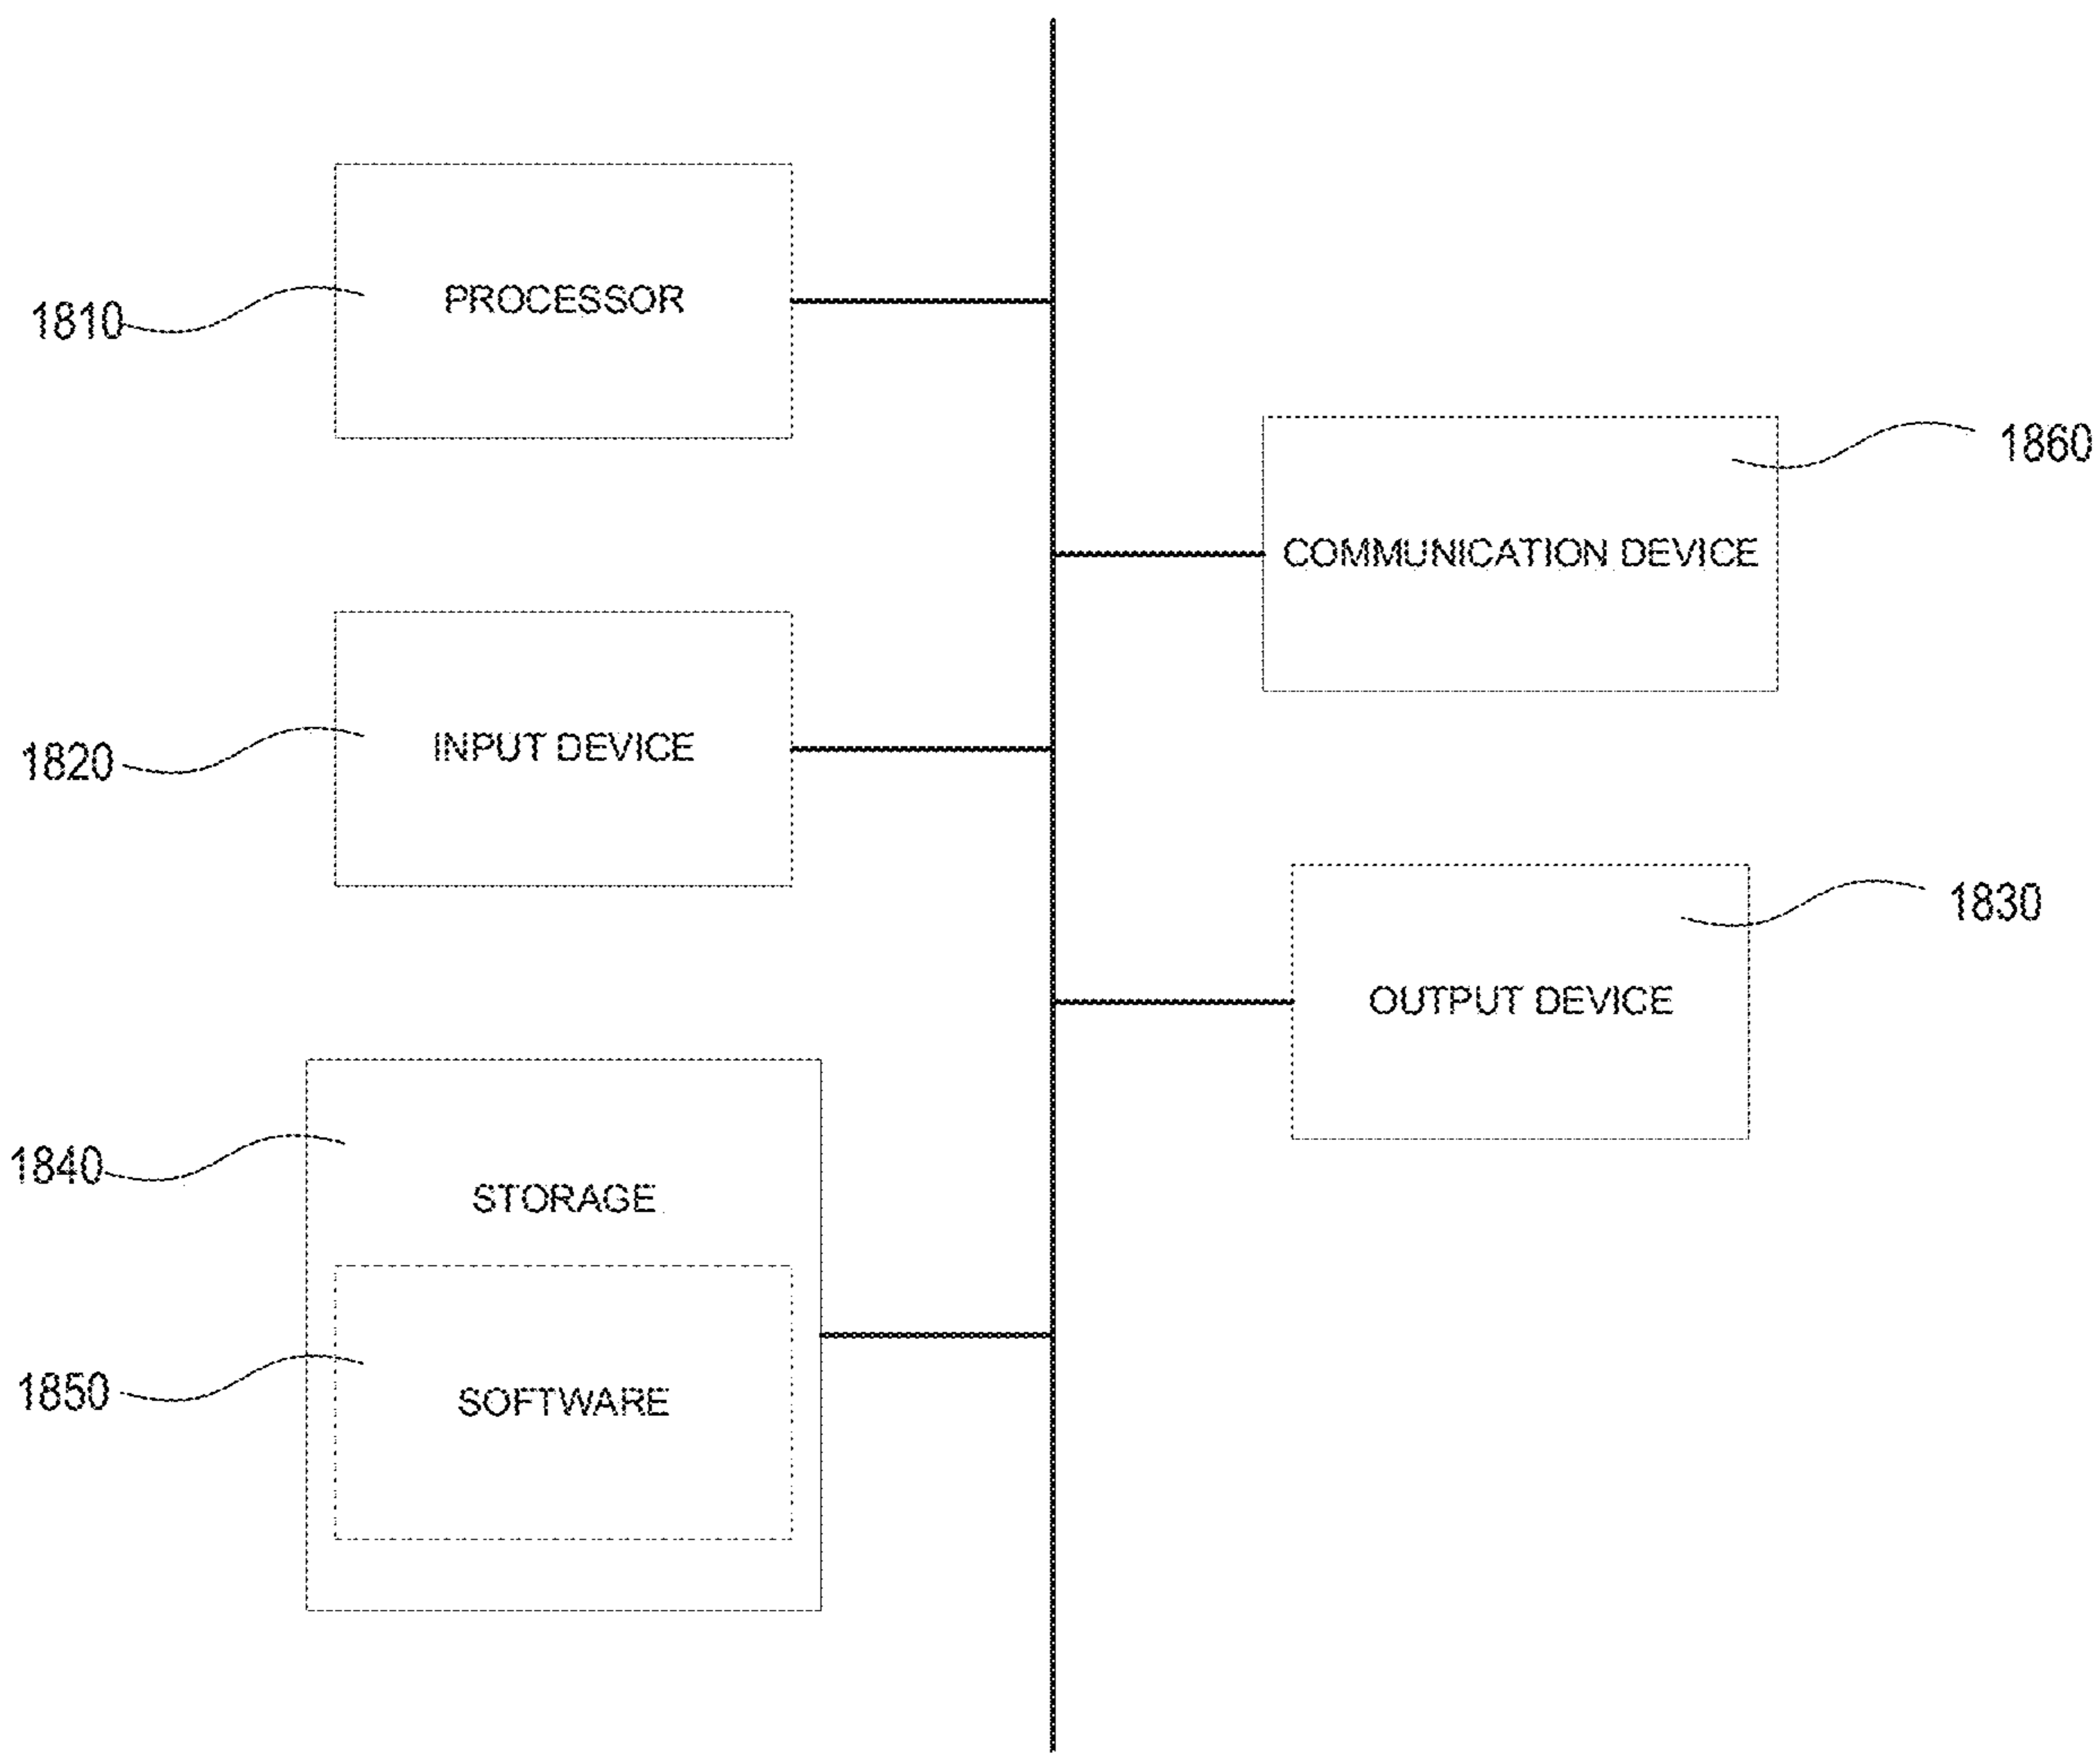 PROCESSOR
1810
COMMUNICATION DEVICE
1860
INPUT DEVICE
1820
OUTPUT DEVICE
1830
1840
STORAGE
1850
SOFTWARE